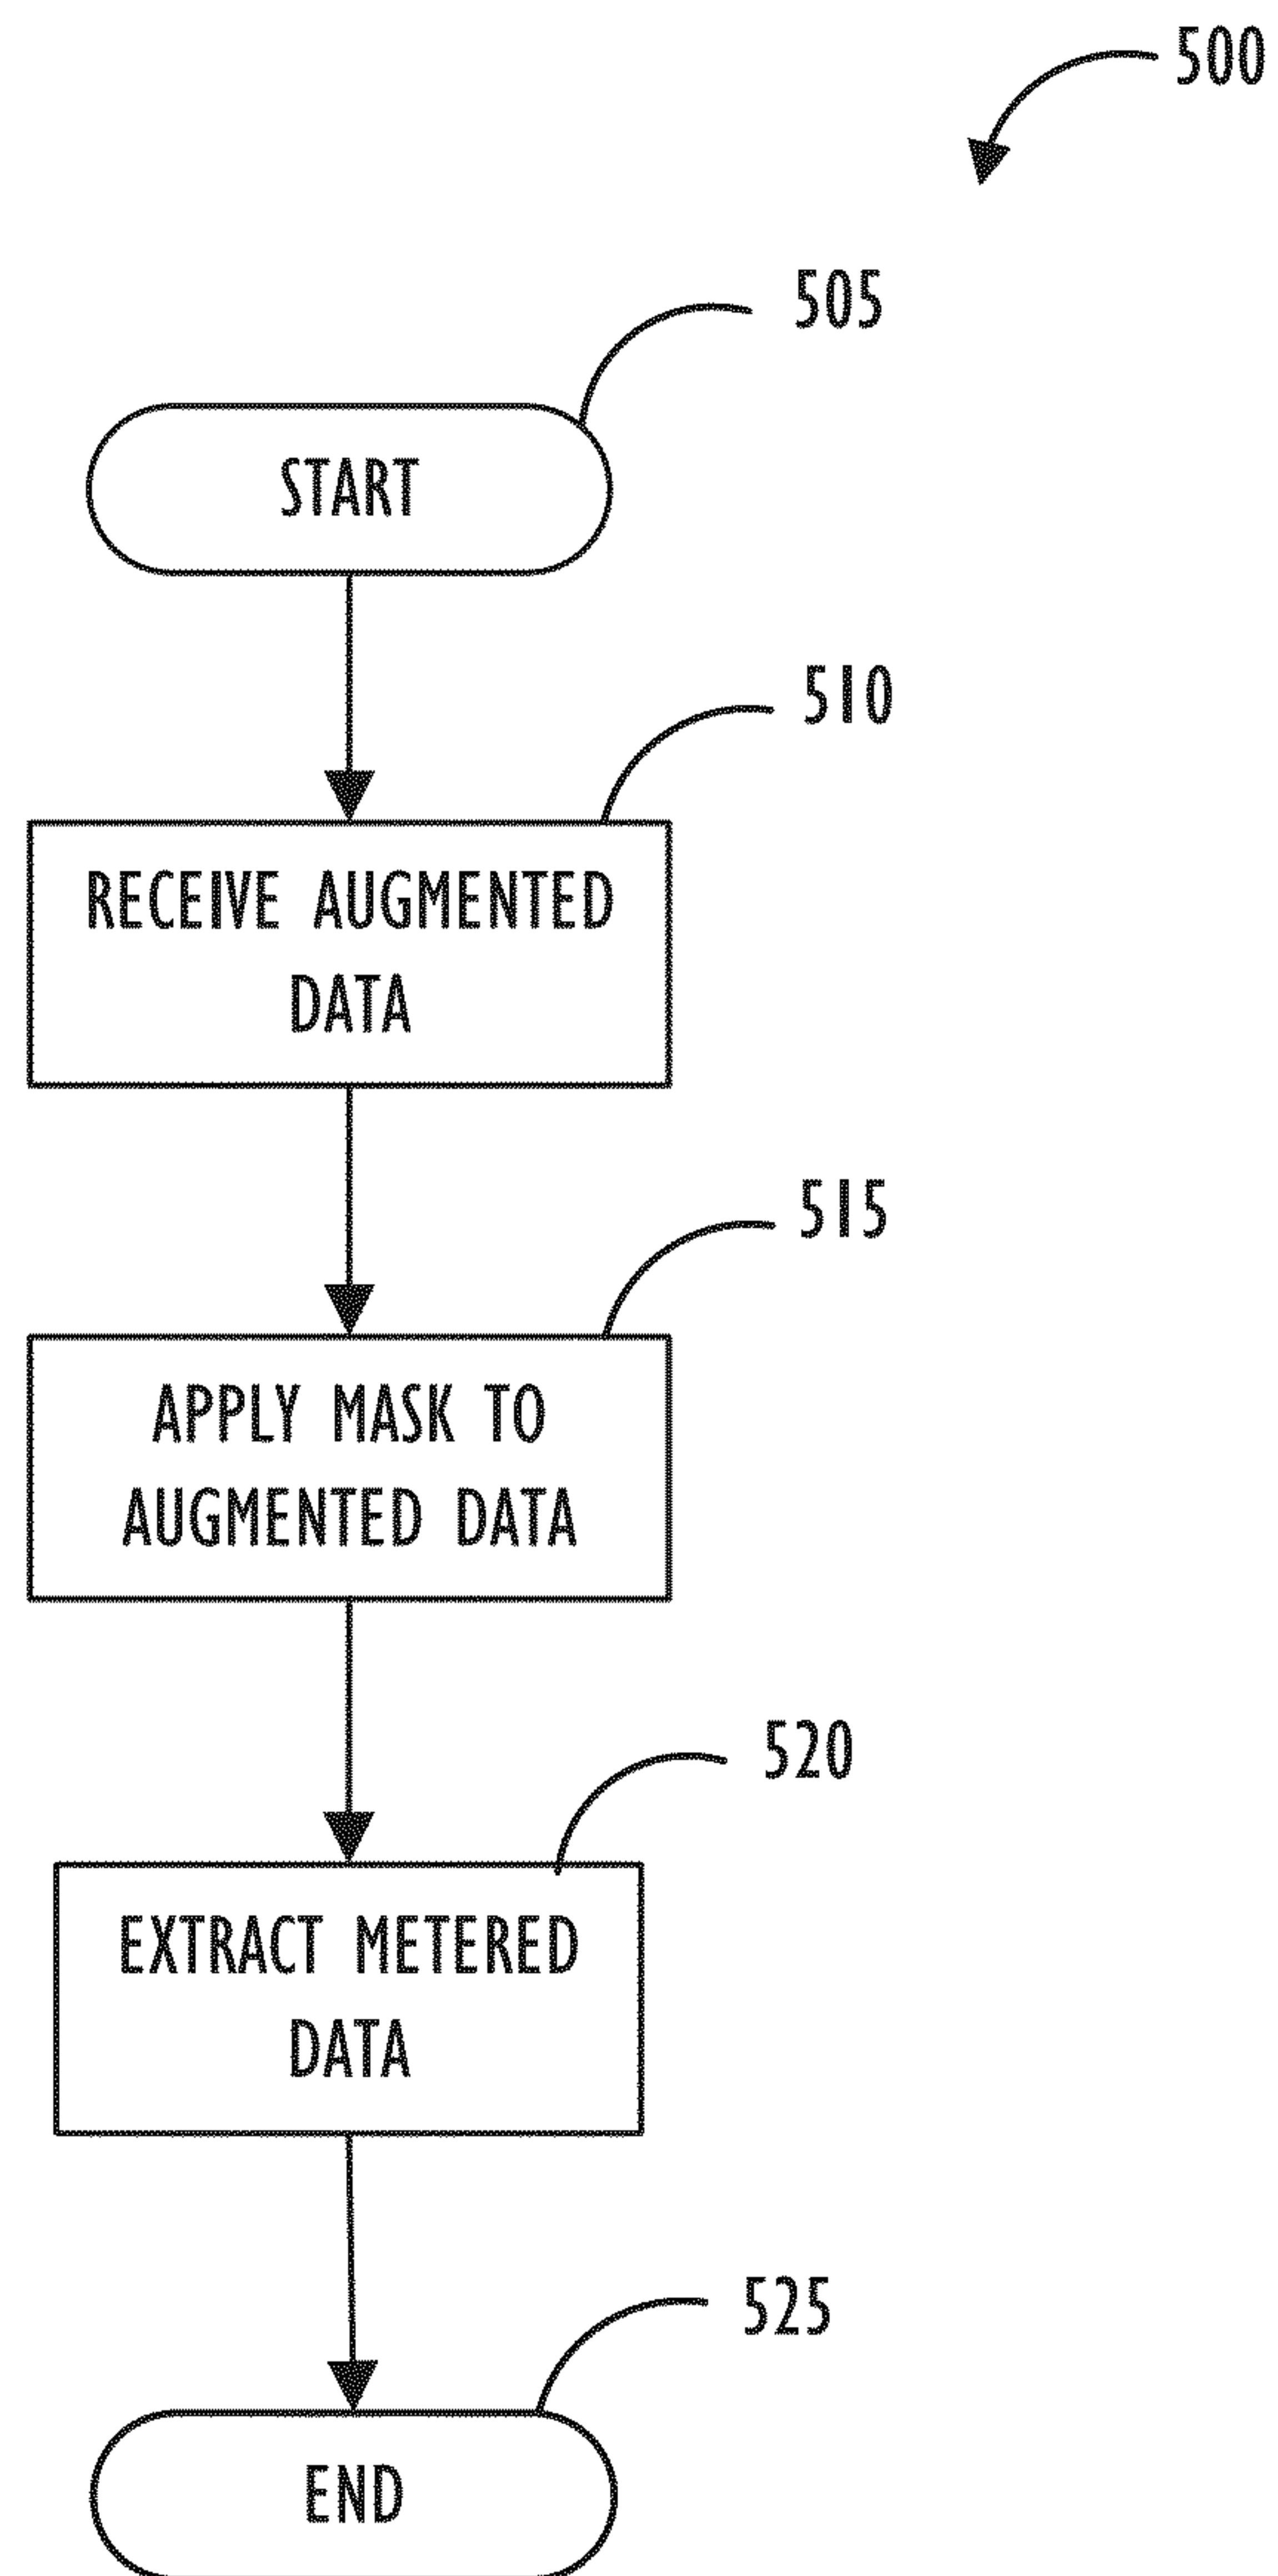 500
505
START
510
RECEIVE AUGMENTED
DATA
515
APPLY MASK TO
AUGMENTED DATA
520
EXTRACT METERED
DATA
525
END